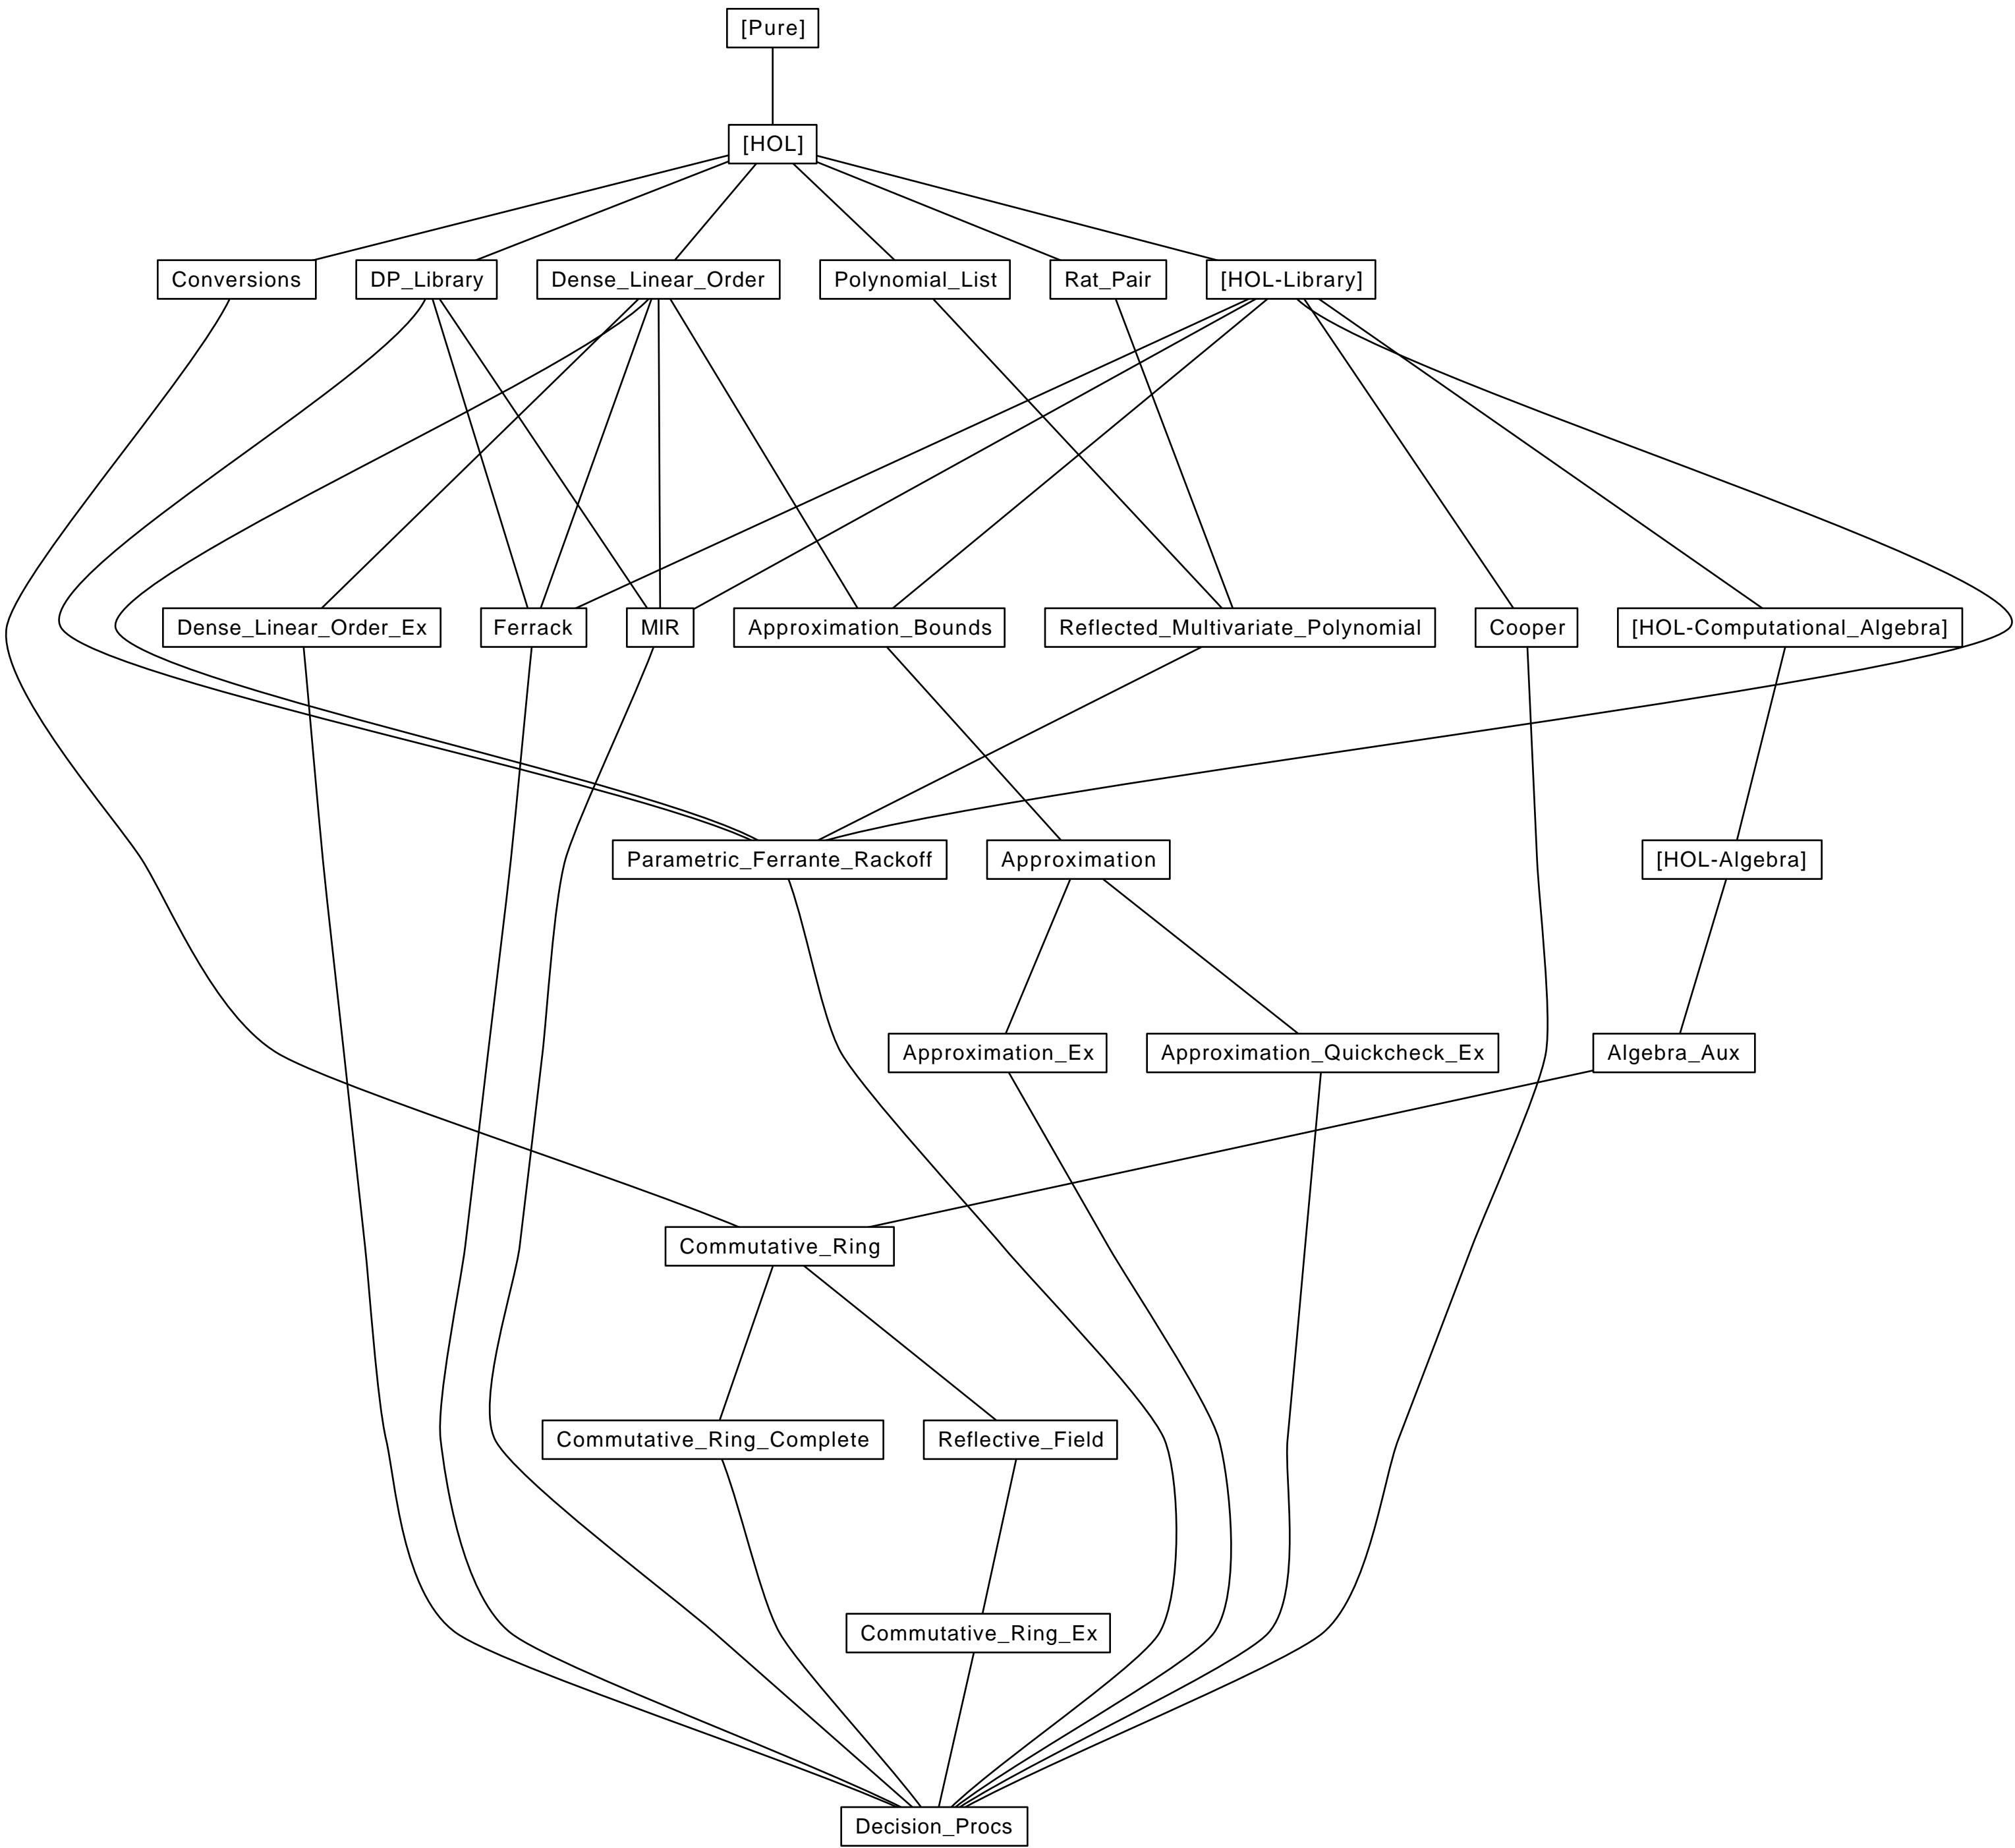 [Pure]
[HOL]
Conversions
DP_Library
Dense_Linear_Order
Polynomial_List
Rat_Pair
[HOL-Library]
Dense_Linear_Order_Ex
Ferrack
MIR
Approximation_Bounds
Reflected_Multivariate_Polynomial
Cooper
[HOL-Computational_Algebra]
Parametric_Ferrante_Rackoff
Approximation
[HOL-Algebra]
Approximation_Ex
Approximation_Quickcheck_Ex
Algebra_Aux
Commutative_Ring
Commutative_Ring_Complete
Reflective_Field
Commutative_Ring_Ex
Decision_Procs